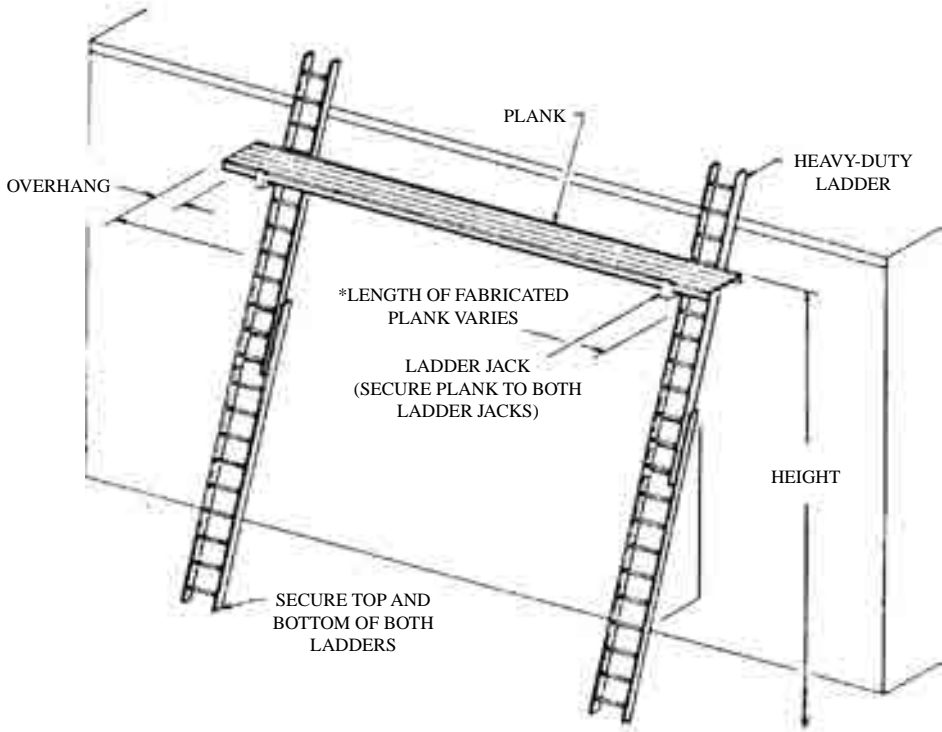 PLANK
HEAVY-DUTY
LADDER
OVERHANG
*LENGTH OF FABRICATED
PLANK VARIES
LADDER JACK
(SECURE PLANK TO BOTH
LADDER JACKS)
HEIGHT
SECURE TOP AND
BOTTOM OF BOTH
LADDERS